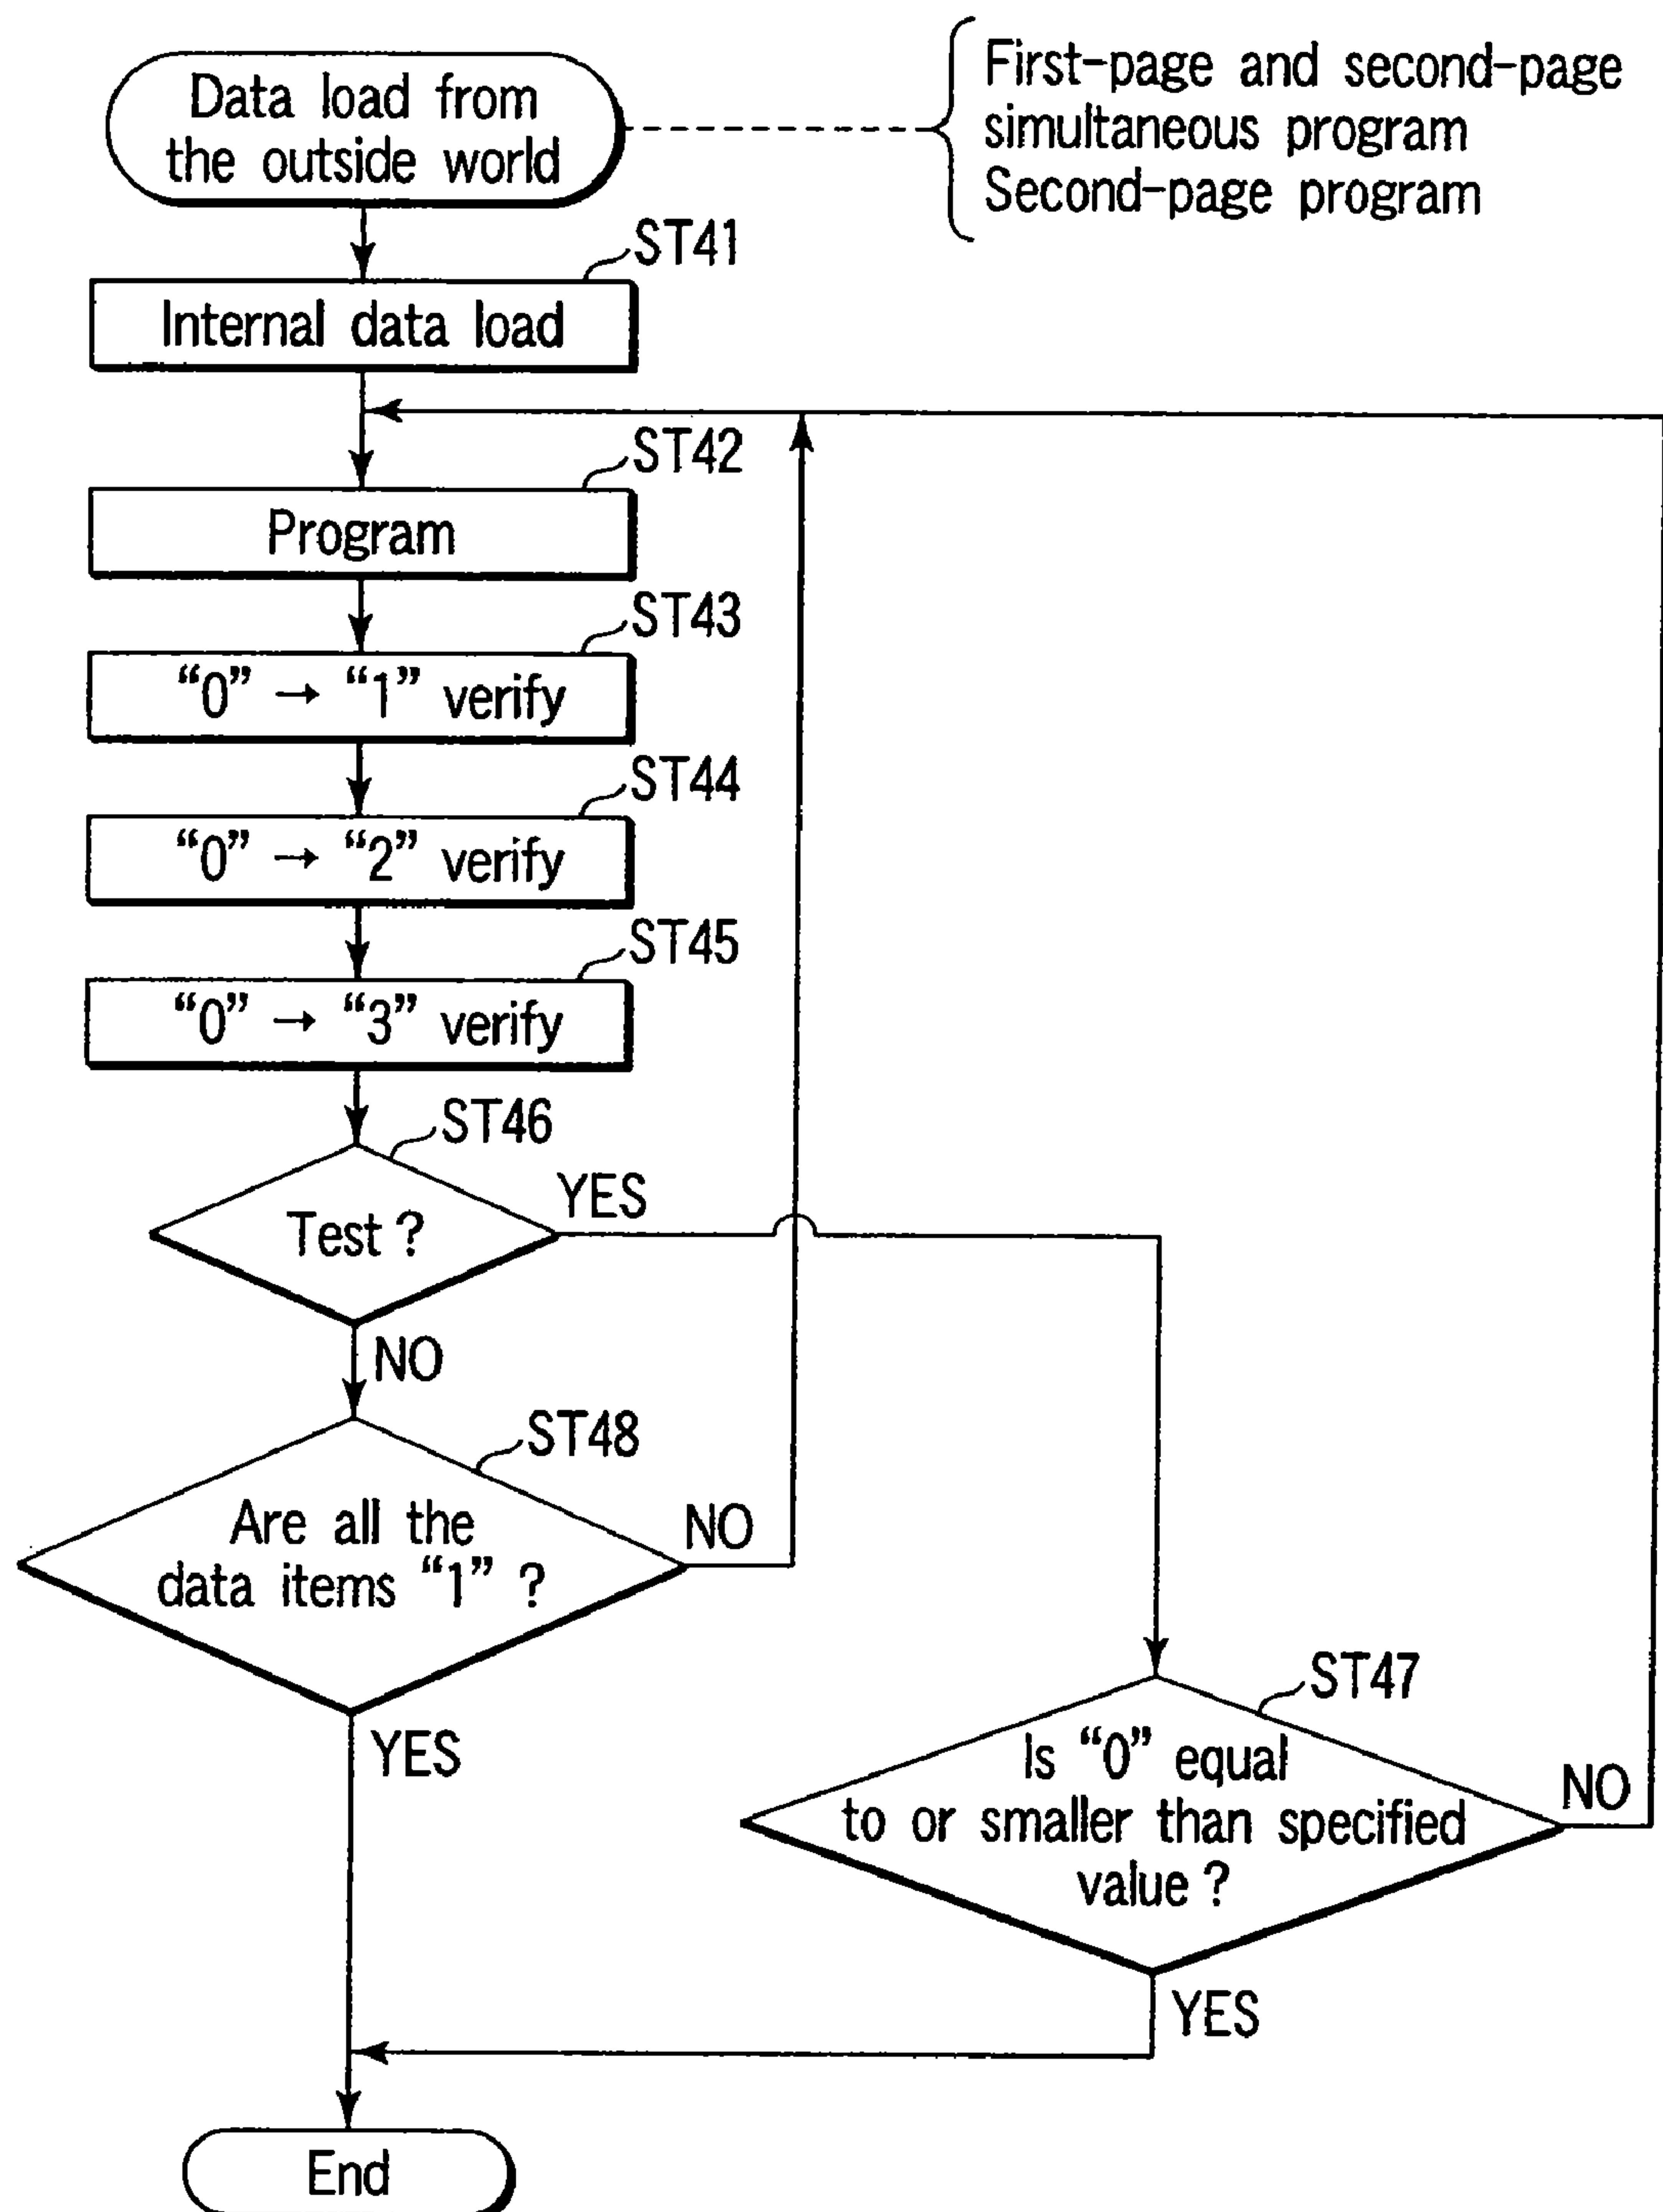 Data load from
the outside world
First-page and second-page
simultaneous program
Second-page program
ST41
Internal data load
ST42
Program
ST43
“0” → “1” verify
ST44
“0” → “2” verify
ST45
“0” → “3” verify
ST46
Test ?
YES
NO
ST48
Are all the
data items “1” ?
NO
YES
ST47
Is “0” equal
to or smaller than specified
value ?
NO
YES
End